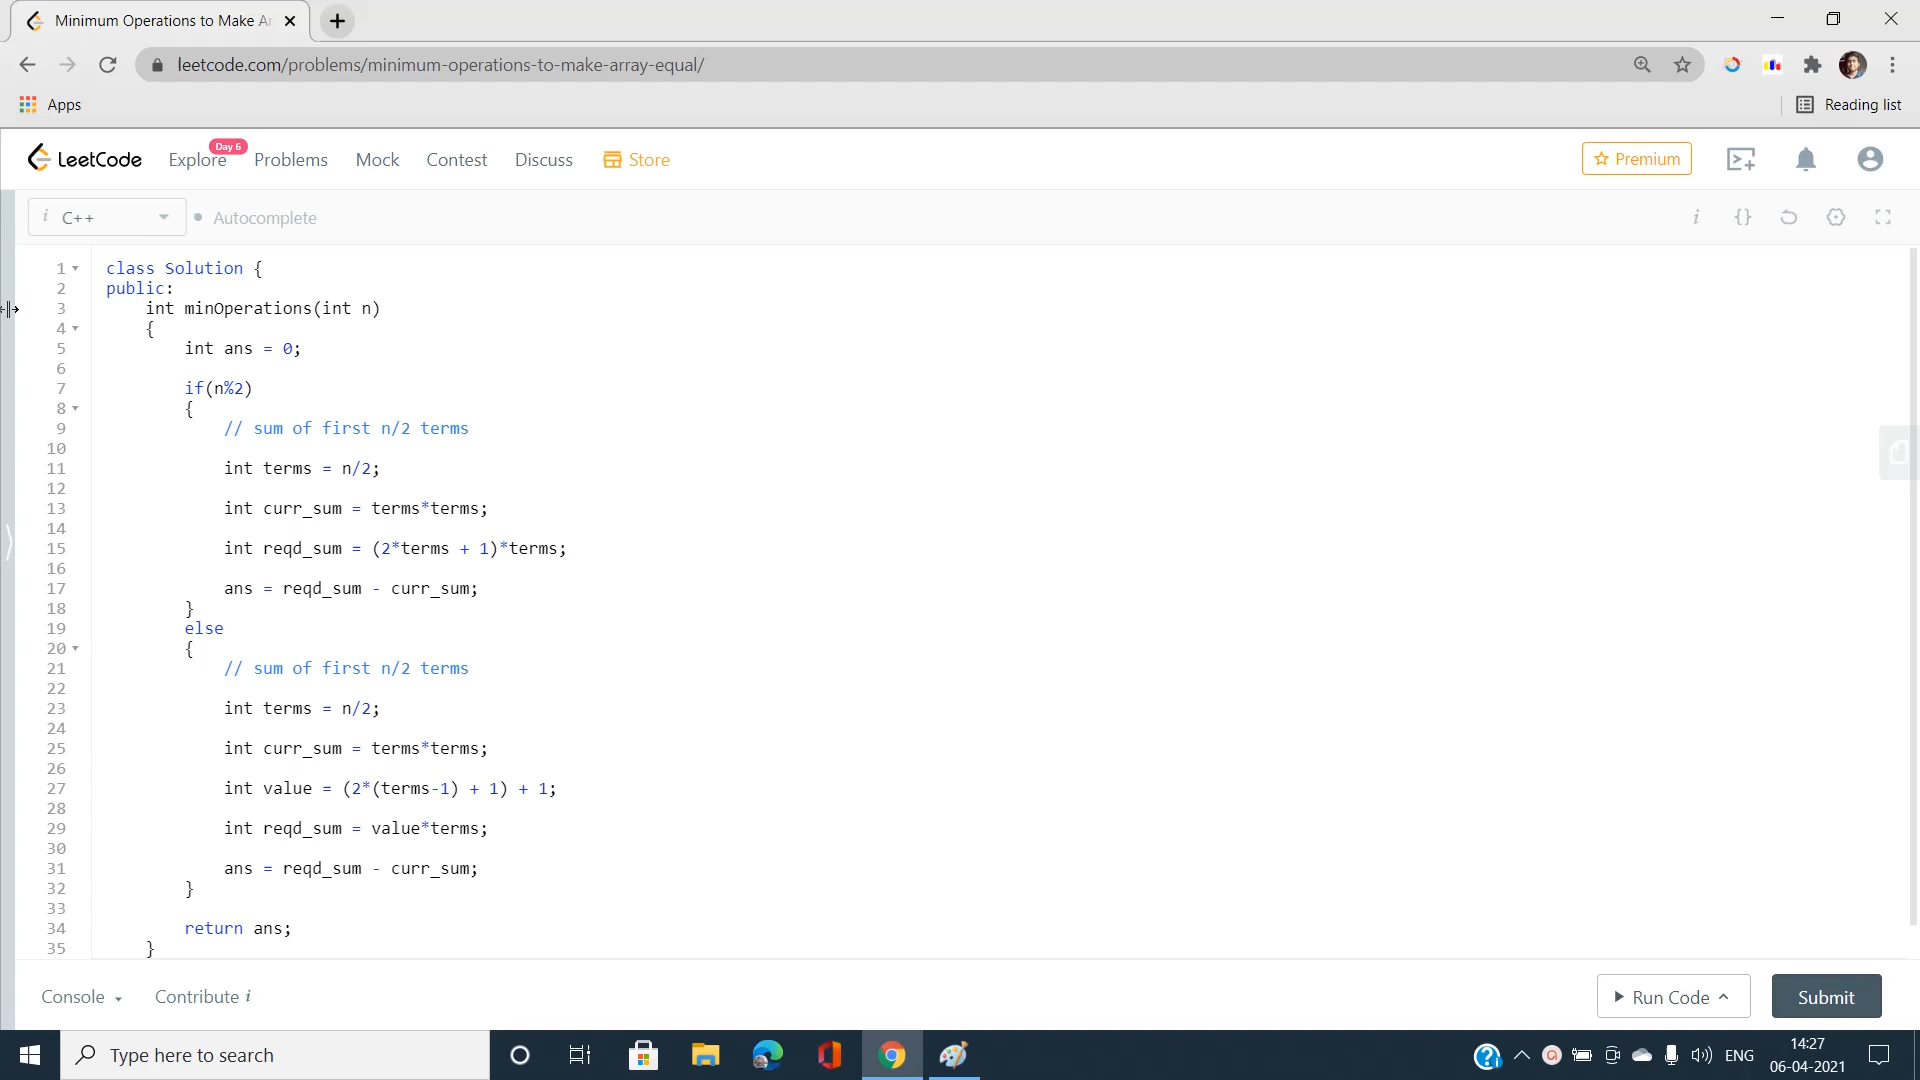 Minimum Operations to Make Ar
leetcode.com/problems/minimum-operations-to-make-array-equal/
Apps
Reading list
LeetCode Explore Day 6 Problems Mock Contest Discuss Store Premium
i C++ Autocomplete i {}
1 class Solution {
2 public:
3 int minOperations(int n)
4 {
5 int ans = 0;
6
7 if(n%2)
8 {
9 // sum of first n/2 terms
10
11 int terms = n/2;
12
13 int curr_sum = terms*terms;
14
15 int reqd_sum = (2*terms + 1)*terms;
16
17 ans = reqd_sum - curr_sum;
18 }
19 else
20 {
21 // sum of first n/2 terms
22
23 int terms = n/2;
24
25 int curr_sum = terms*terms;
26
27 int value = (2*(terms-1) + 1) + 1;
28
29 int reqd_sum = value*terms;
30
31 ans = reqd_sum - curr_sum;
32 }
33
34 return ans;
35 }
Console Contribute i Run Code Submit
Type here to search
ENG
14:27
06-04-2021